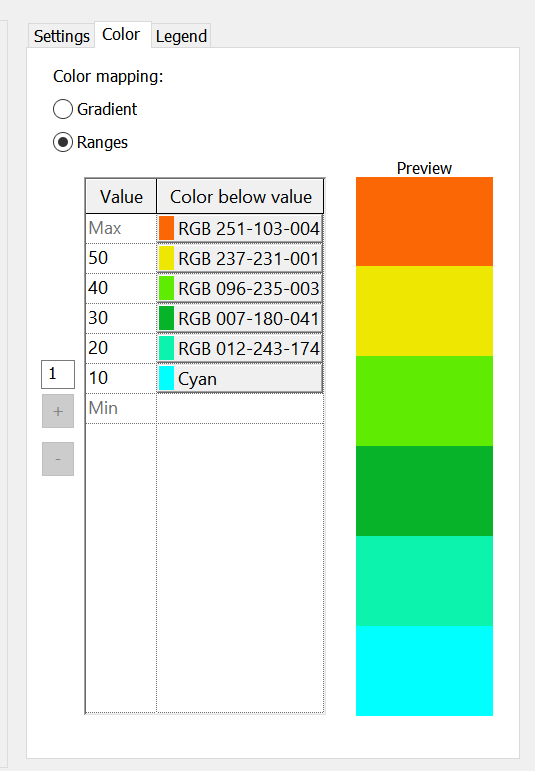 Settings Color Legend
Color mapping:
Gradient
Ranges
Preview
Value Color below value
Max RGB 251-103-004
50 RGB 237-231-001
40 RGB 096-235-003
30 RGB 007-180-041
20 RGB 012-243-174
1
10 Cyan
+
Min
-